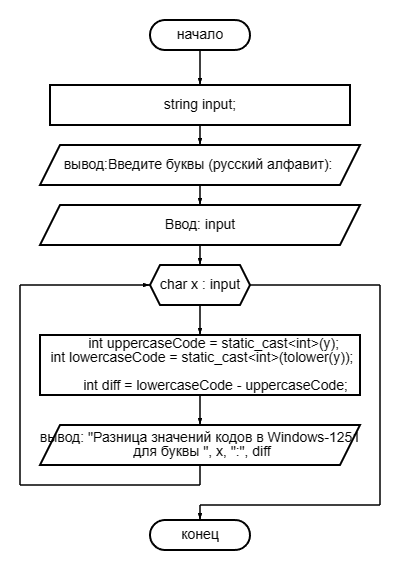 начало
string input;
вывод:Введите буквы (русский алфавит):
Ввод: input
char x : input
int uppercaseCode = static_cast<int>(y);
int lowercaseCode = static_cast<int>(tolower(y));
int diff = lowercaseCode - uppercaseCode;
вывод: "Разница значений кодов в Windows-1251
для буквы ", x, ":", diff
конец